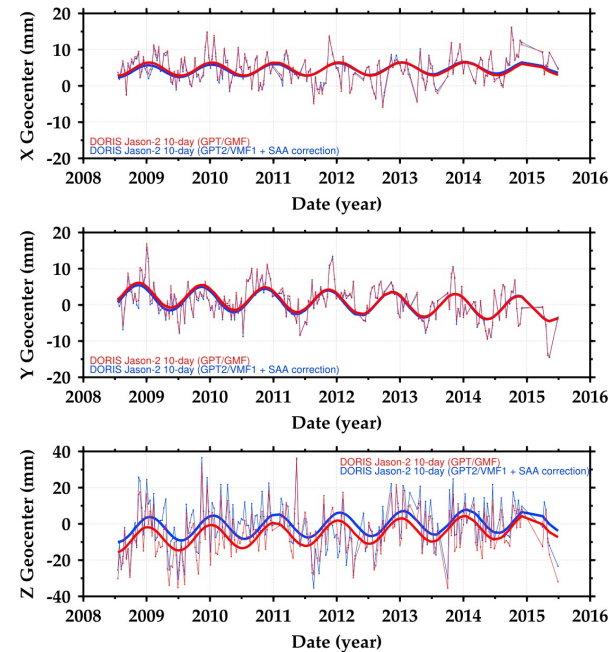 20
10
0
-10
-20
X Geocenter (mm)
DORIS Jason-2 10-day (GPT/GMF)
DORIS Jason-2 10-day (GPT2/VMF1 + SAA correction)
2008 2009 2010 2011 2012 2013 2014 2015 2016
Date (year)
20
10
0
-10
-20
Y Geocenter (mm)
DORIS Jason-2 10-day (GPT/GMF)
DORIS Jason-2 10-day (GPT2/VMF1 + SAA correction)
2008 2009 2010 2011 2012 2013 2014 2015 2016
Date (year)
40
20
0
-20
-40
Z Geocenter (mm)
DORIS Jason-2 10-day (GPT/GMF)
DORIS Jason-2 10-day (GPT2/VMF1 + SAA correction)
2008 2009 2010 2011 2012 2013 2014 2015 2016
Date (year)